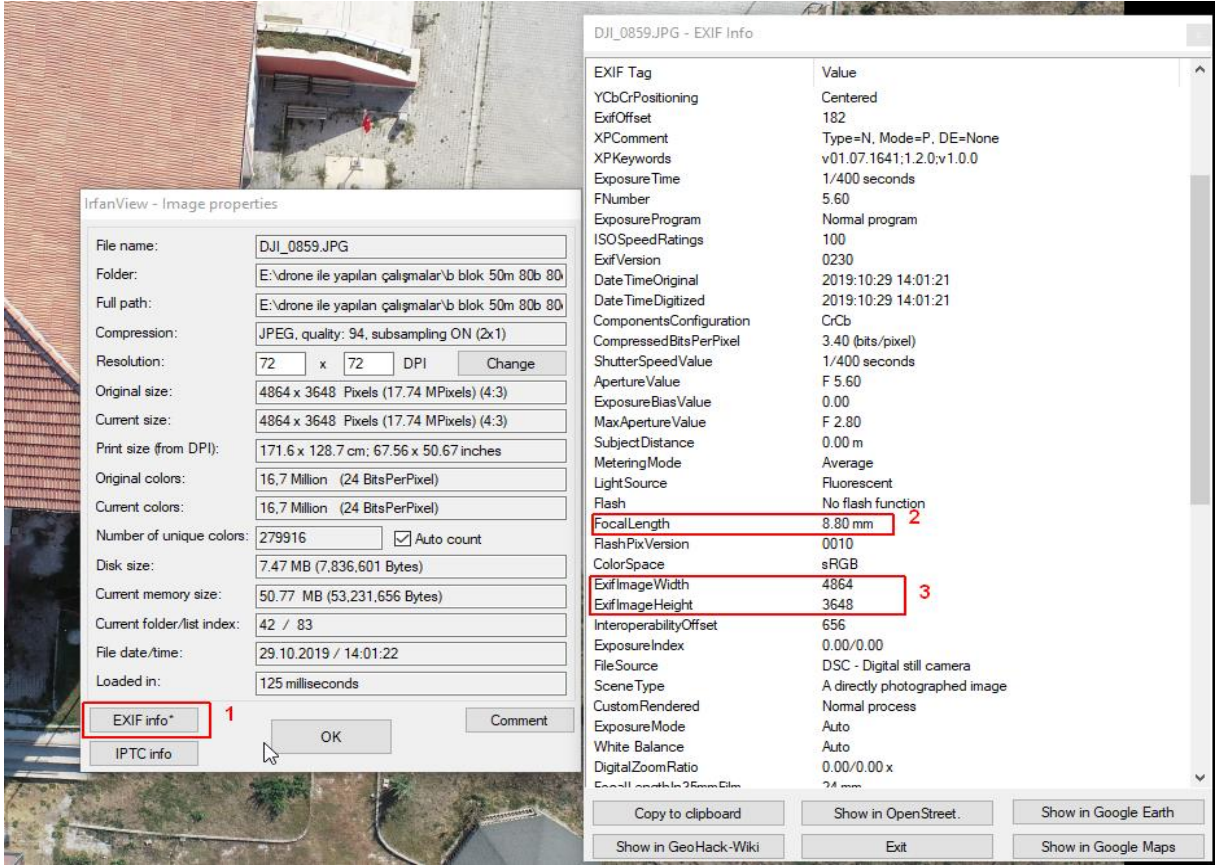 IrfanView - Image properties
File name: DJI_0859.JPG
Folder: E:\drone ile yapılan çalışmalar\b blok 50m 80b 80
Full path: E:\drone ile yapılan çalışmalar\b blok 50m 80b 80
Compression: JPEG, quality: 94, subsampling ON (2x1)
Resolution: 72 x 72 DPI Change
Original size: 4864 x 3648 Pixels (17.74 MPixels) (4:3)
Current size: 4864 x 3648 Pixels (17.74 MPixels) (4:3)
Print size (from DPI): 171.6 x 128.7 cm; 67.56 x 50.67 inches
Original colors: 16,7 Million (24 BitsPerPixel)
Current colors: 16,7 Million (24 BitsPerPixel)
Number of unique colors: 279916 Auto count
Disk size: 7.47 MB (7,836,601 Bytes)
Current memory size: 50.77 MB (53,231,656 Bytes)
Current folder/list index: 42 / 83
File date/time: 29.10.2019 / 14:01:22
Loaded in: 125 milliseconds
EXIF info* 1
OK
Comment
IPTC info
DJI_0859.JPG - EXIF Info
EXIF Tag Value
YCbCrPositioning Centered
ExifOffset 182
XPComment Type=N, Mode=P, DE=None
XPKeywords v01.07.1641;1.2.0;v1.0.0
ExposureTime 1/400 seconds
FNumber 5.60
ExposureProgram Normal program
ISOSpeedRatings 100
ExifVersion 0230
DateTimeOriginal 2019:10:29 14:01:21
DateTimeDigitized 2019:10:29 14:01:21
ComponentsConfiguration CrCb
CompressedBitsPerPixel 3.40 (bits/pixel)
ShutterSpeedValue 1/400 seconds
ApertureValue F 5.60
ExposureBiasValue 0.00
MaxApertureValue F 2.80
SubjectDistance 0.00 m
MeteringMode Average
LightSource Fluorescent
Flash No flash function
FocalLength 8.80 mm 2
FlashPixVersion 0010
ColorSpace sRGB
ExifImageWidth 4864
ExifImageHeight 3648 3
InteroperabilityOffset 656
ExposureIndex 0.00/0.00
FileSource DSC - Digital still camera
SceneType A directly photographed image
CustomRendered Normal process
ExposureMode Auto
White Balance Auto
DigitalZoomRatio 0.00/0.00 x
FocalLengthIn35mmFilm 24 mm
Copy to clipboard Show in OpenStreet. Show in Google Earth
Show in GeoHack-Wiki Exit Show in Google Maps